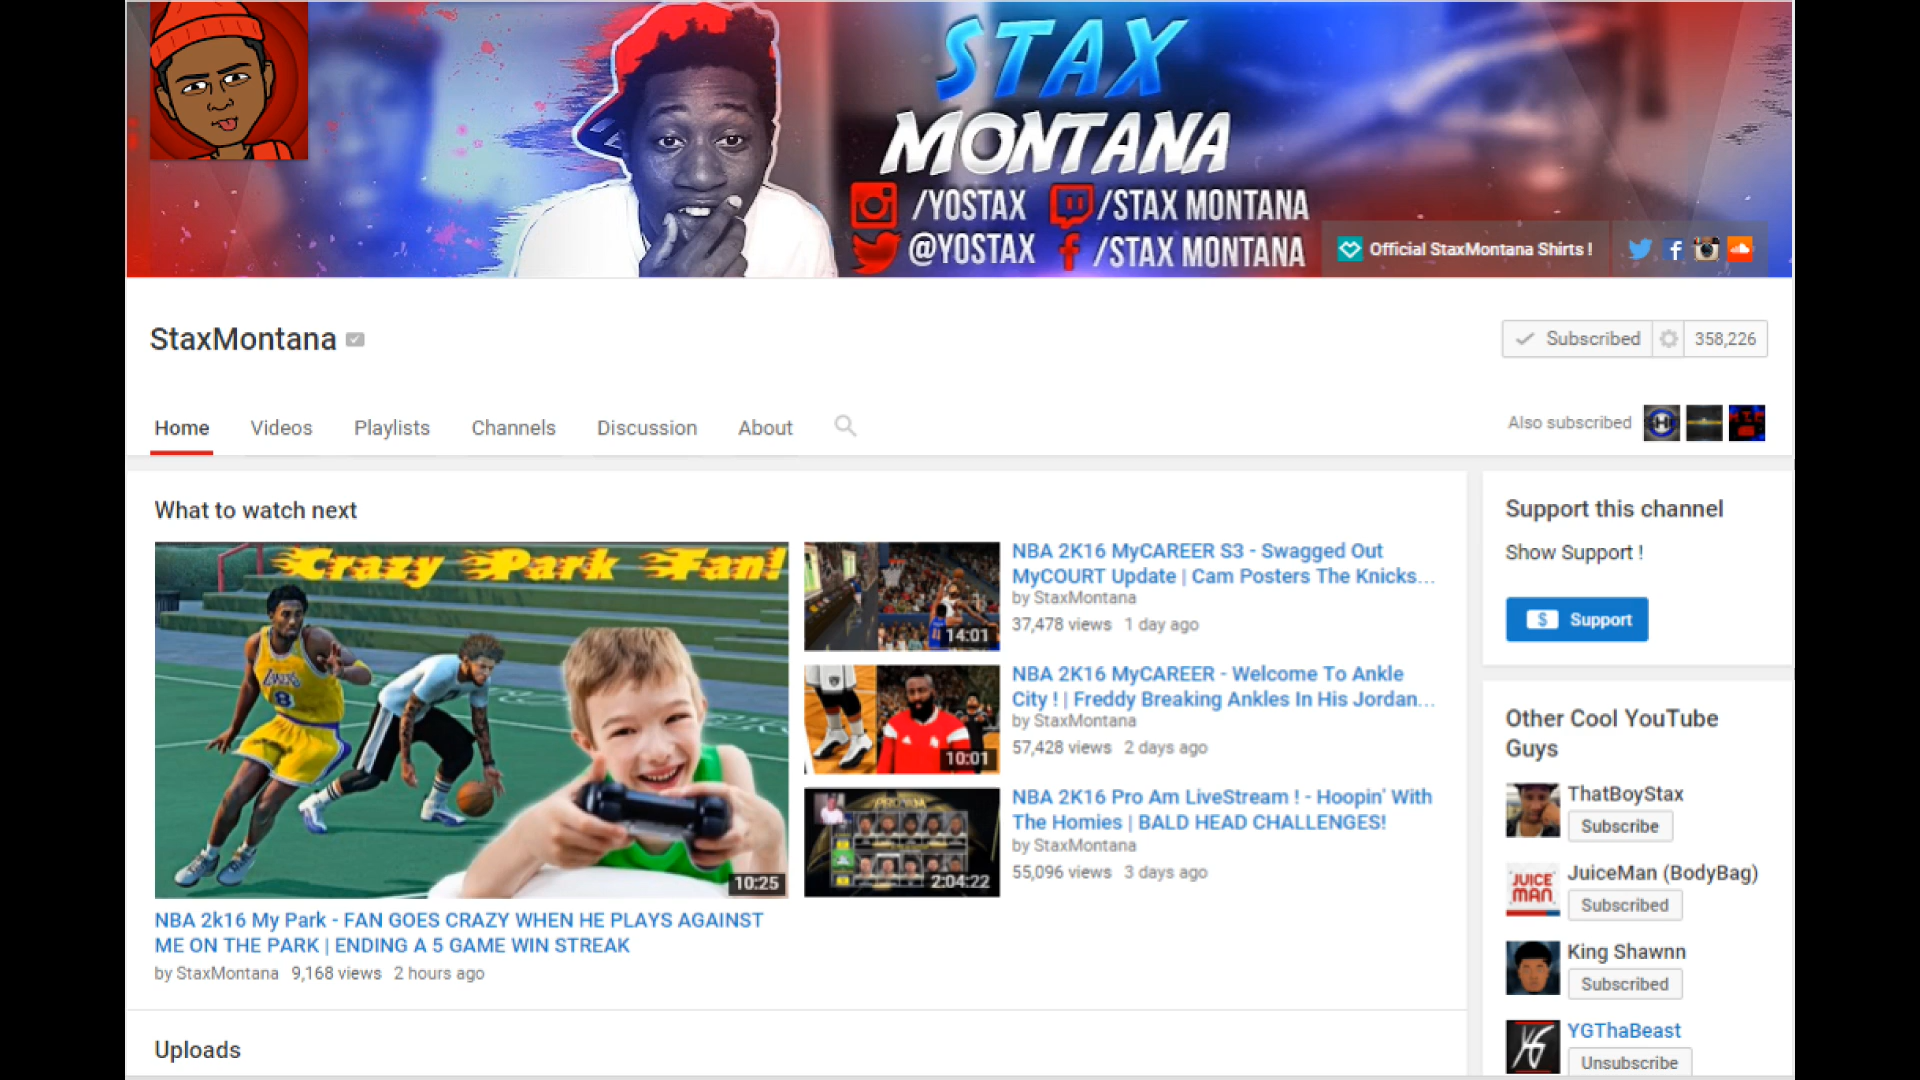 STAX
MONTANA
/YOSTAX /STAX MONTANA
@YOSTAX /STAX MONTANA
Official StaxMontana Shirts !
StaxMontana
Subscribed 358,226
Home Videos Playlists Channels Discussion About
Also subscribed
What to watch next
Crazy Park Fan!
LAKERS
8
10:25
NBA 2k16 My Park - FAN GOES CRAZY WHEN HE PLAYS AGAINST
ME ON THE PARK | ENDING A 5 GAME WIN STREAK
by StaxMontana 9,168 views 2 hours ago
14:01
NBA 2K16 MyCAREER S3 - Swagged Out
MyCOURT Update | Cam Posters The Knicks...
by StaxMontana
37,478 views 1 day ago
10:01
NBA 2K16 MyCAREER - Welcome To Ankle
City ! | Freddy Breaking Ankles In His Jordan...
by StaxMontana
57,428 views 2 days ago
PRO-AM
2:04:22
NBA 2K16 Pro Am LiveStream ! - Hoopin' With
The Homies | BALD HEAD CHALLENGES!
by StaxMontana
55,096 views 3 days ago
Uploads
Support this channel
Show Support !
$ Support
Other Cool YouTube
Guys
ThatBoyStax
Subscribe
JUICE
MAN
JuiceMan (BodyBag)
Subscribed
King Shawnn
Subscribed
YG
YGThaBeast
Unsubscribe